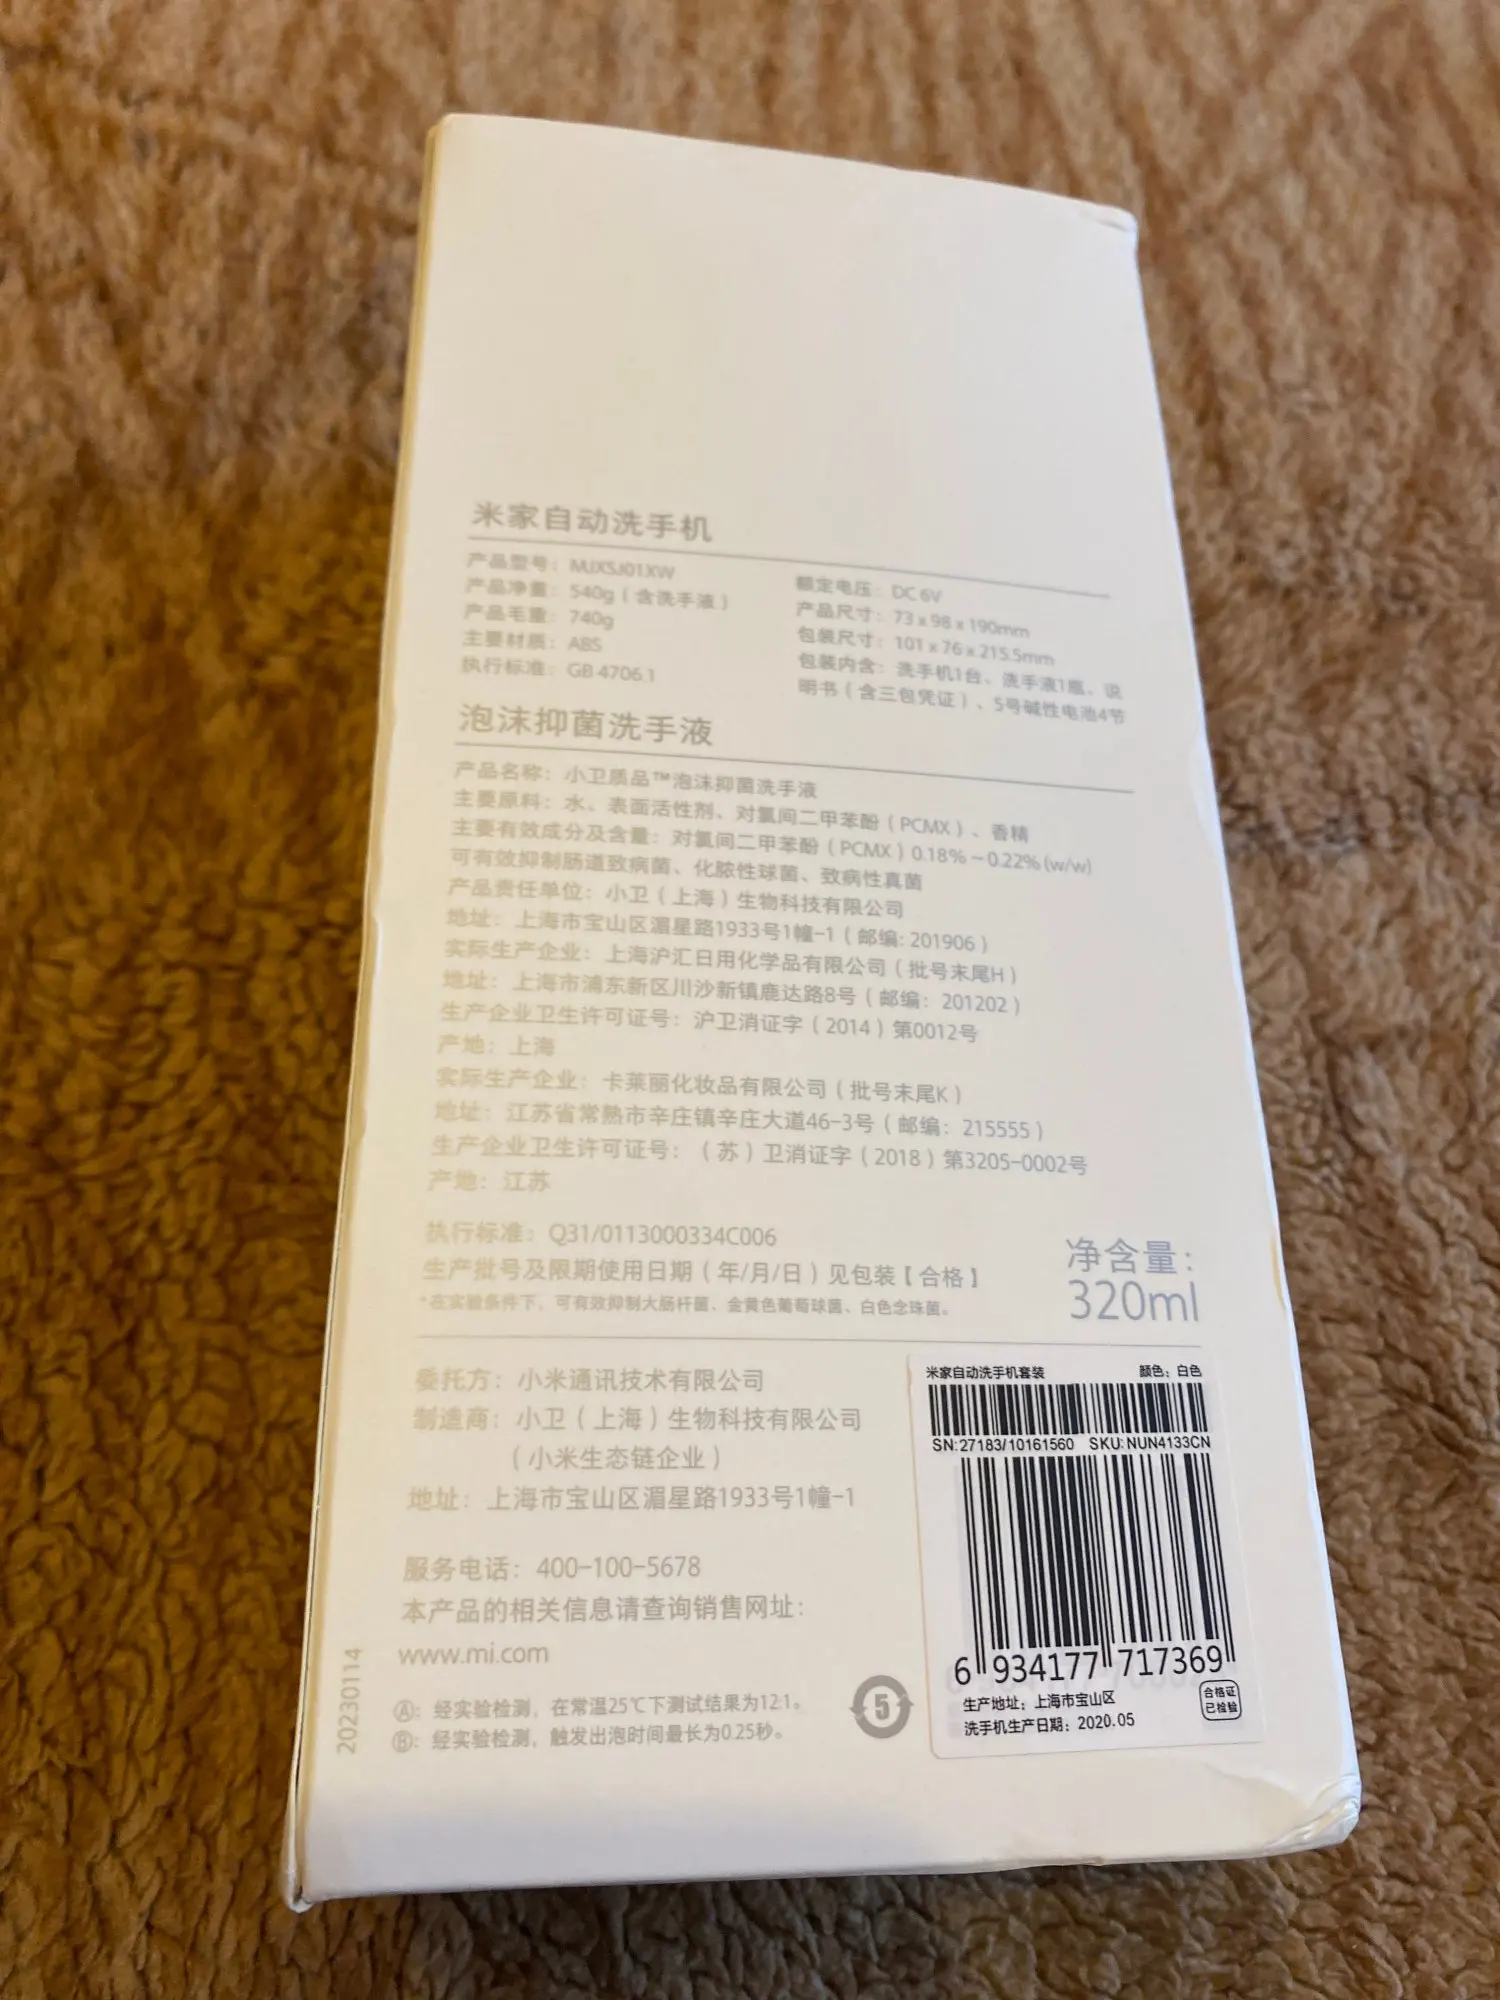 米家自动洗手机
产品型号：MJXSJ01XW
产品净重：540g（含洗手液）
产品毛重：740g
主要材质：ABS
执行标准：GB 4706.1
额定电压：DC 6V
产品尺寸：73 x 98 x 190mm
包装尺寸：101 x 76 x 215.5mm
包装内含：洗手机1台、洗手液1瓶、说
明书（含三包凭证）、5号碱性电池4节
泡沫抑菌洗手液
产品名称：小卫质品™泡沫抑菌洗手液
主要原料：水、表面活性剂、对氯间二甲苯酚（PCMX）、香精
主要有效成分及含量：对氯间二甲苯酚（PCMX）0.18%～0.22% (w/w)
可有效抑制肠道致病菌、化脓性球菌、致病性真菌
产品责任单位：小卫（上海）生物科技有限公司
地址：上海市宝山区湄星路1933号1幢-1（邮编: 201906）
实际生产企业：上海沪汇日用化学品有限公司（批号末尾H）
地址：上海市浦东新区川沙新镇鹿达路8号（邮编：201202）
生产企业卫生许可证号：沪卫消证字（2014）第0012号
产地：上海
实际生产企业：卡莱丽化妆品有限公司（批号末尾K）
地址：江苏省常熟市辛庄镇辛庄大道46-3号（邮编：215555）
生产企业卫生许可证号：（苏）卫消证字（2018）第3205-0002号
产地：江苏
执行标准：Q31/0113000334C006
生产批号及限期使用日期（年/月/日）见包装【合格】
*在实验条件下，可有效抑制大肠杆菌、金黄色葡萄球菌、白色念珠菌。
净含量：
320ml
委托方：小米通讯技术有限公司
制造商：小卫（上海）生物科技有限公司
（小米生态链企业）
地址：上海市宝山区湄星路1933号1幢-1
服务电话：400-100-5678
本产品的相关信息请查询销售网址：
www.mi.com
Ⓐ：经实验检测，在常温25℃下测试结果为12:1。
Ⓑ：经实验检测，触发出泡时间最长为0.25秒。
20230114
5
米家自动洗手机套装 颜色：白色
SN:27183/10161560 SKU:NUN4133CN
6 934177 717369
生产地址：上海市宝山区
洗手机生产日期：2020.05
合格证
已检验